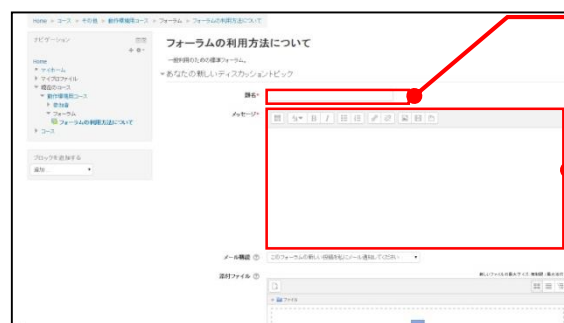 Home > コース > その他 > 動作環境用コース > フォーラム > フォーラムの利用方法について
ナビゲーション
Home
マイホーム
マイプロファイル
現在のコース
動作環境用コース
参加者
フォーラム
フォーラムの利用方法について
コース
ブロックを追加する
追加...
フォーラムの利用方法について
一般利用のための標準フォーラム。
あなたの新しいディスカッショントピック
題名*
メッセージ*
メール購読
このフォーラムの新しい投稿を私にメール通知してください。
添付ファイル
ファイル